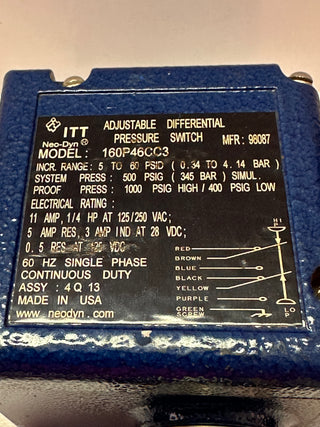 ITT
Neo-Dyn®
ADJUSTABLE DIFFERENTIAL
PRESSURE SWITCH
MFR: 98087
MODEL: 160P46CC3
INCR. RANGE: 5 TO 60 PSID (0.34 TO 4.14 BAR)
SYSTEM PRESS: 500 PSIG (345 BAR) SIMUL.
PROOF PRESS: 1000 PSIG HIGH/400 PSIG LOW
ELECTRICAL RATING:
11 AMP, 1/4 HP AT 125/250 VAC;
5 AMP RES, 3 AMP IND AT 28 VDC;
0.5 RES AT 125 VDC
60 HZ SINGLE PHASE
CONTINUOUS DUTY
ASSY: 4Q13
MADE IN USA
www.neodyn.com
HI
P
RED
BROWN
BLUE
BLACK
YELLOW
PURPLE
GREEN
SCREW
LO
P